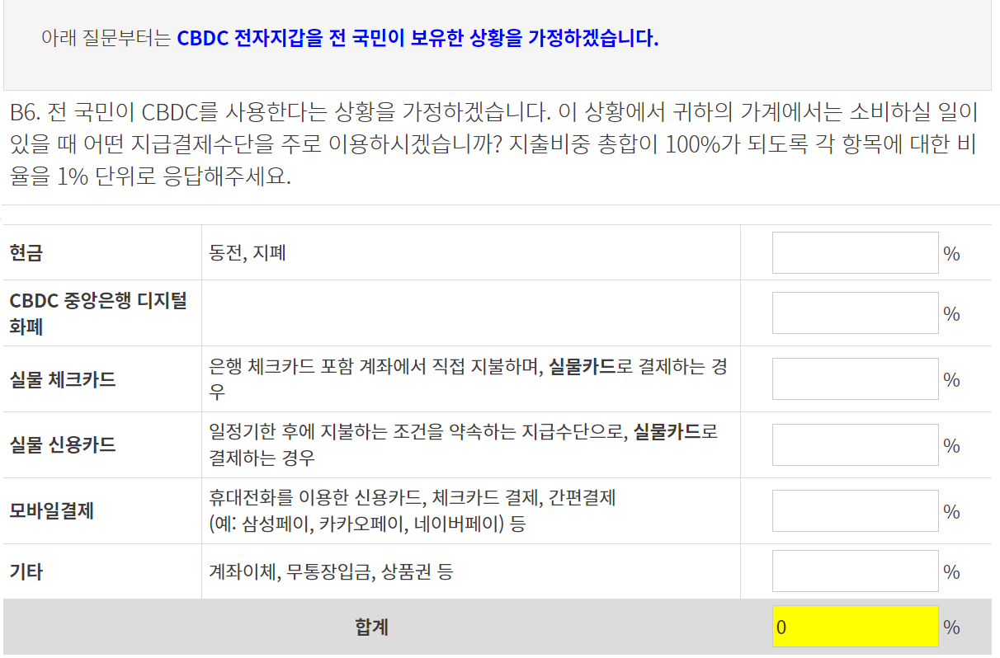 아래 질문부터는 CBDC 전자지갑을 전 국민이 보유한 상황을 가정하겠습니다.
B6. 전 국민이 CBDC를 사용한다는 상황을 가정하겠습니다. 이 상황에서 귀하의 가계에서는 소비하실 일이
있을 때 어떤 지급결제수단을 주로 이용하시겠습니까? 지출비중 총합이 100%가 되도록 각 항목에 대한 비
율을 1% 단위로 응답해주세요.
현금
동전, 지폐
%
CBDC 중앙은행 디지털
화폐
%
실물 체크카드
은행 체크카드 포함 계좌에서 직접 지불하며, 실물카드로 결제하는 경
우
%
실물 신용카드
일정기한 후에 지불하는 조건을 약속하는 지급수단으로, 실물카드로
결제하는 경우
%
모바일결제
휴대전화를 이용한 신용카드, 체크카드 결제, 간편결제
(예: 삼성페이, 카카오페이, 네이버페이) 등
%
기타
계좌이체, 무통장입금, 상품권 등
%
합계
0 %